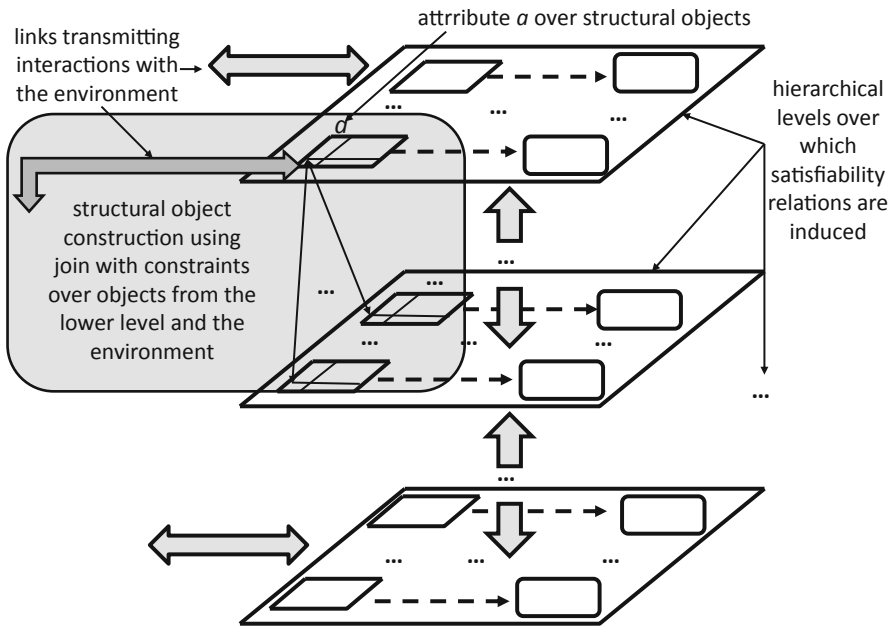 attrribute a over structural objects
links transmitting
interactions with
the environment
...
...
...
hierarchical
levels over
which
satisfiability
relations are
induced
a
structural object
construction using
join with constraints
over objects from the
lower level and the
environment
...
...
...
...
...
...
...
...
...
...
...